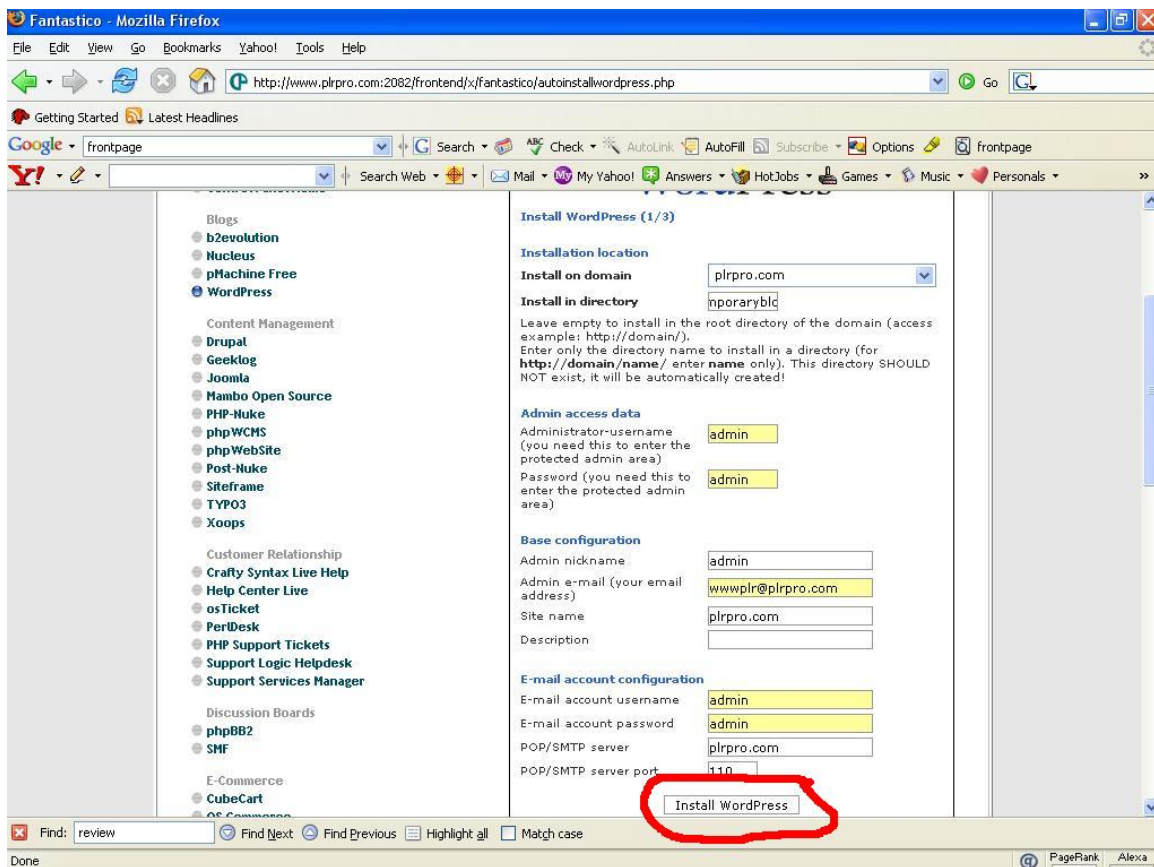 Fantastico - Mozilla Firefox
File Edit View Go Bookmarks Yahoo! Tools Help
http://www.plrpro.com:2082/frontend/x/fantastico/autoinstallwordpress.php Go G
Getting Started Latest Headlines
Google frontpage G Search ABC Check AutoLink AutoFill Subscribe Options frontpage
Y! Search Web Mail My Yahoo! Answers HotJobs Games Music Personals »
Blogs
b2evolution
Nucleus
pMachine Free
WordPress
Content Management
Drupal
Geeklog
Joomla
Mambo Open Source
PHP-Nuke
phpWCMS
phpWebSite
Post-Nuke
Siteframe
TYPO3
Xoops
Customer Relationship
Crafty Syntax Live Help
Help Center Live
osTicket
PerlDesk
PHP Support Tickets
Support Logic Helpdesk
Support Services Manager
Discussion Boards
phpBB2
SMF
E-Commerce
CubeCart
OS Commerce
WordPress
Install WordPress (1/3)
Installation location
Install on domain plrpro.com
Install in directory nporaryblc
Leave empty to install in the root directory of the domain (access
example: http://domain/).
Enter only the directory name to install in a directory (for
http://domain/name/ enter name only). This directory SHOULD
NOT exist, it will be automatically created!
Admin access data
Administrator-username admin
(you need this to enter the
protected admin area)
Password (you need this to admin
enter the protected admin
area)
Base configuration
Admin nickname admin
Admin e-mail (your email wwwplr@plrpro.com
address)
Site name plrpro.com
Description
E-mail account configuration
E-mail account username admin
E-mail account password admin
POP/SMTP server plrpro.com
POP/SMTP server port 110
Install WordPress
Find: review Find Next Find Previous Highlight all Match case
Done PageRank Alexa